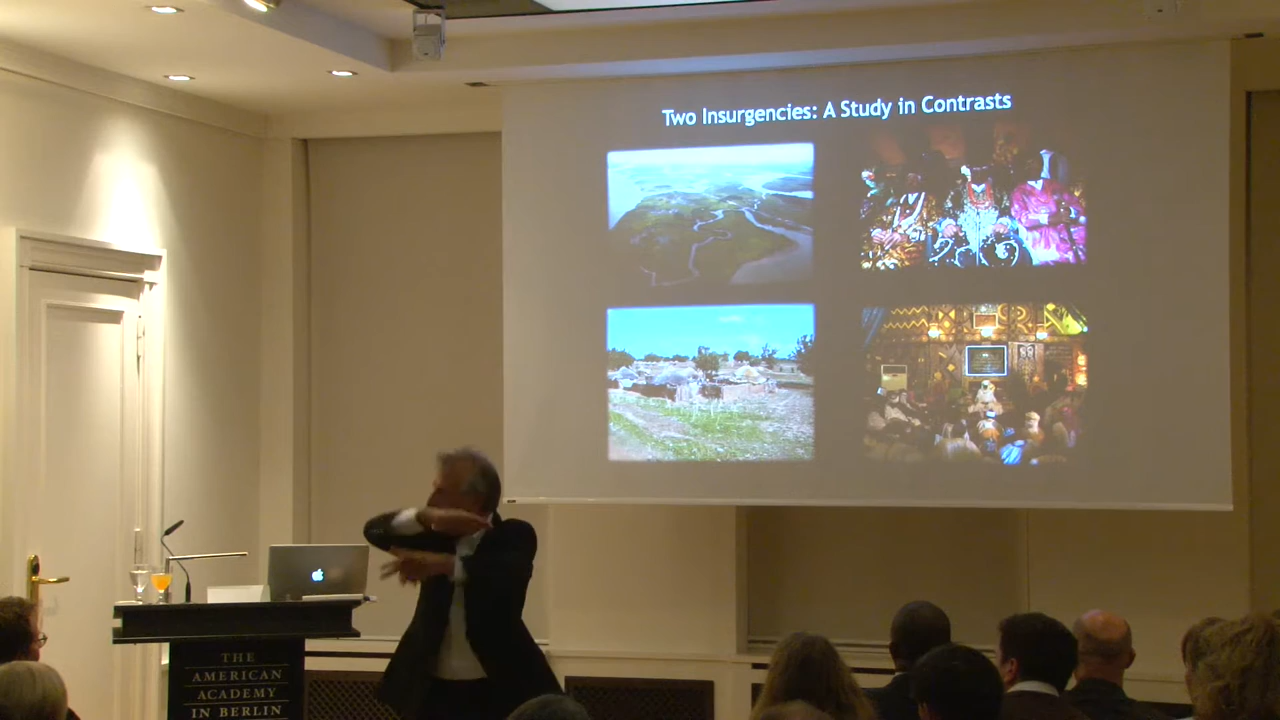 Two Insurgencies: A Study in Contrasts
THE
AMERICAN
ACADEMY
IN BERLIN